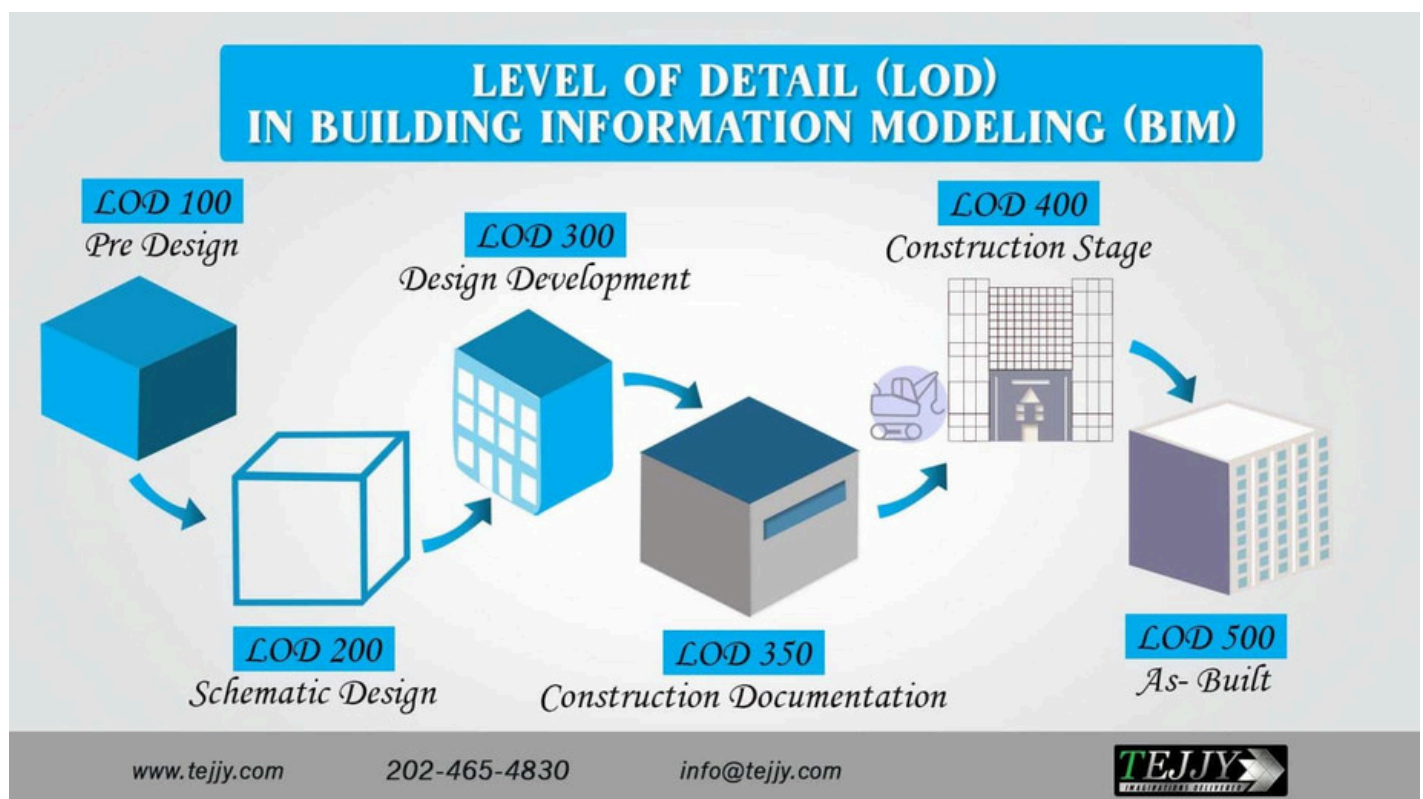 LEVEL OF DETAIL (LOD)
IN BUILDING INFORMATION MODELING (BIM)
LOD 100
Pre Design
LOD 200
Schematic Design
LOD 300
Design Development
LOD 350
Construction Documentation
LOD 400
Construction Stage
LOD 500
As- Built
www.tejjy.com
202-465-4830
info@tejjy.com
TEJJY
IMAGINATIONS DELIVERED